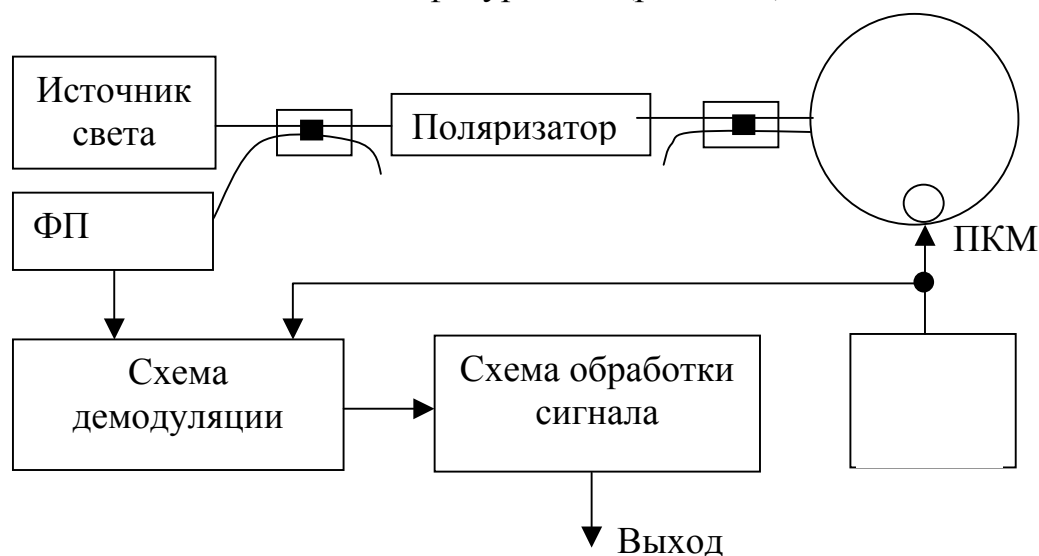 Источник
света
Поляризатор
ФП
ПКМ
Схема
демодуляции
Схема обработки
сигнала
Выход